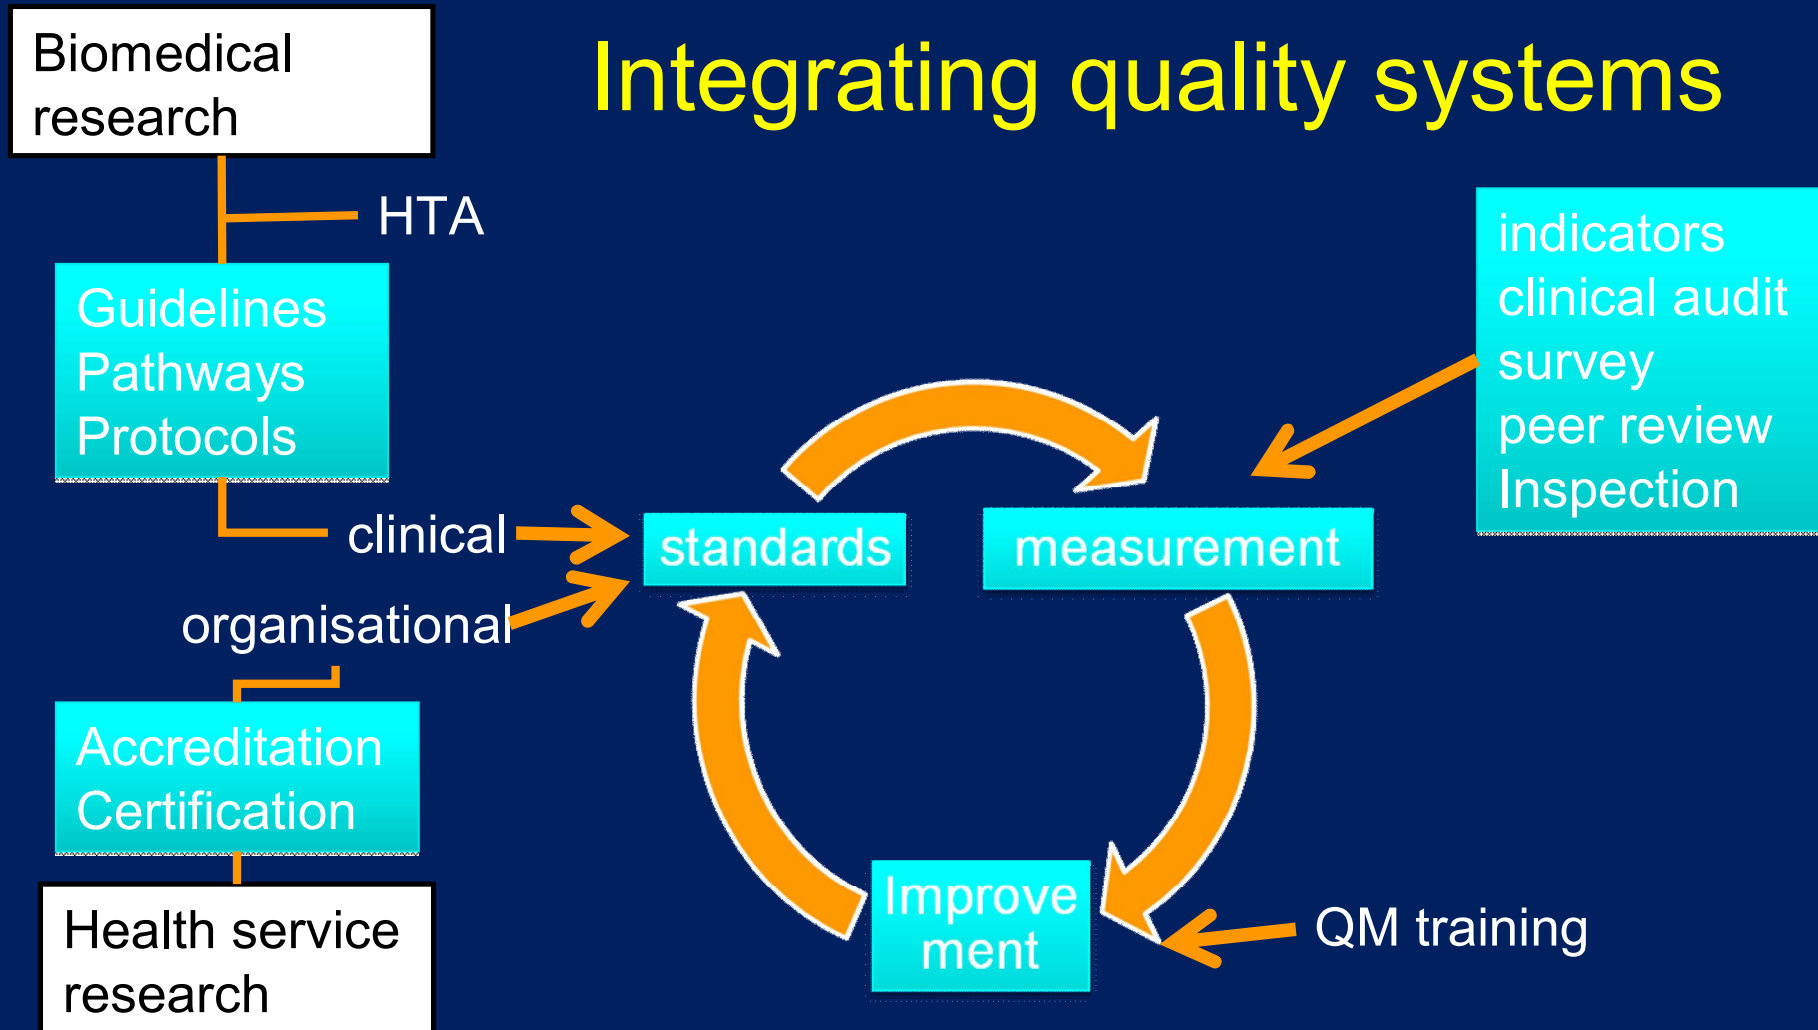 Biomedical
research
Integrating quality systems
HTA
Guidelines
Pathways
Protocols
indicators
clinical audit
survey
peer review
Inspection
clinical
standards
measurement
organisational
Accreditation
Certification
Improve
ment
QM training
Health service
research